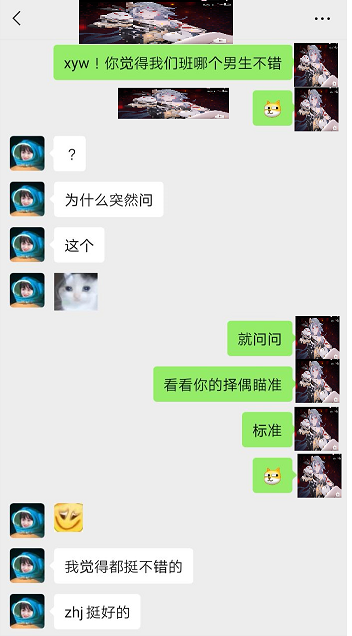 xyw！你觉得我们班哪个男生不错
？
为什么突然问
这个
就问问
看看你的择偶瞄准
标准
我觉得都挺不错的
zhj 挺好的